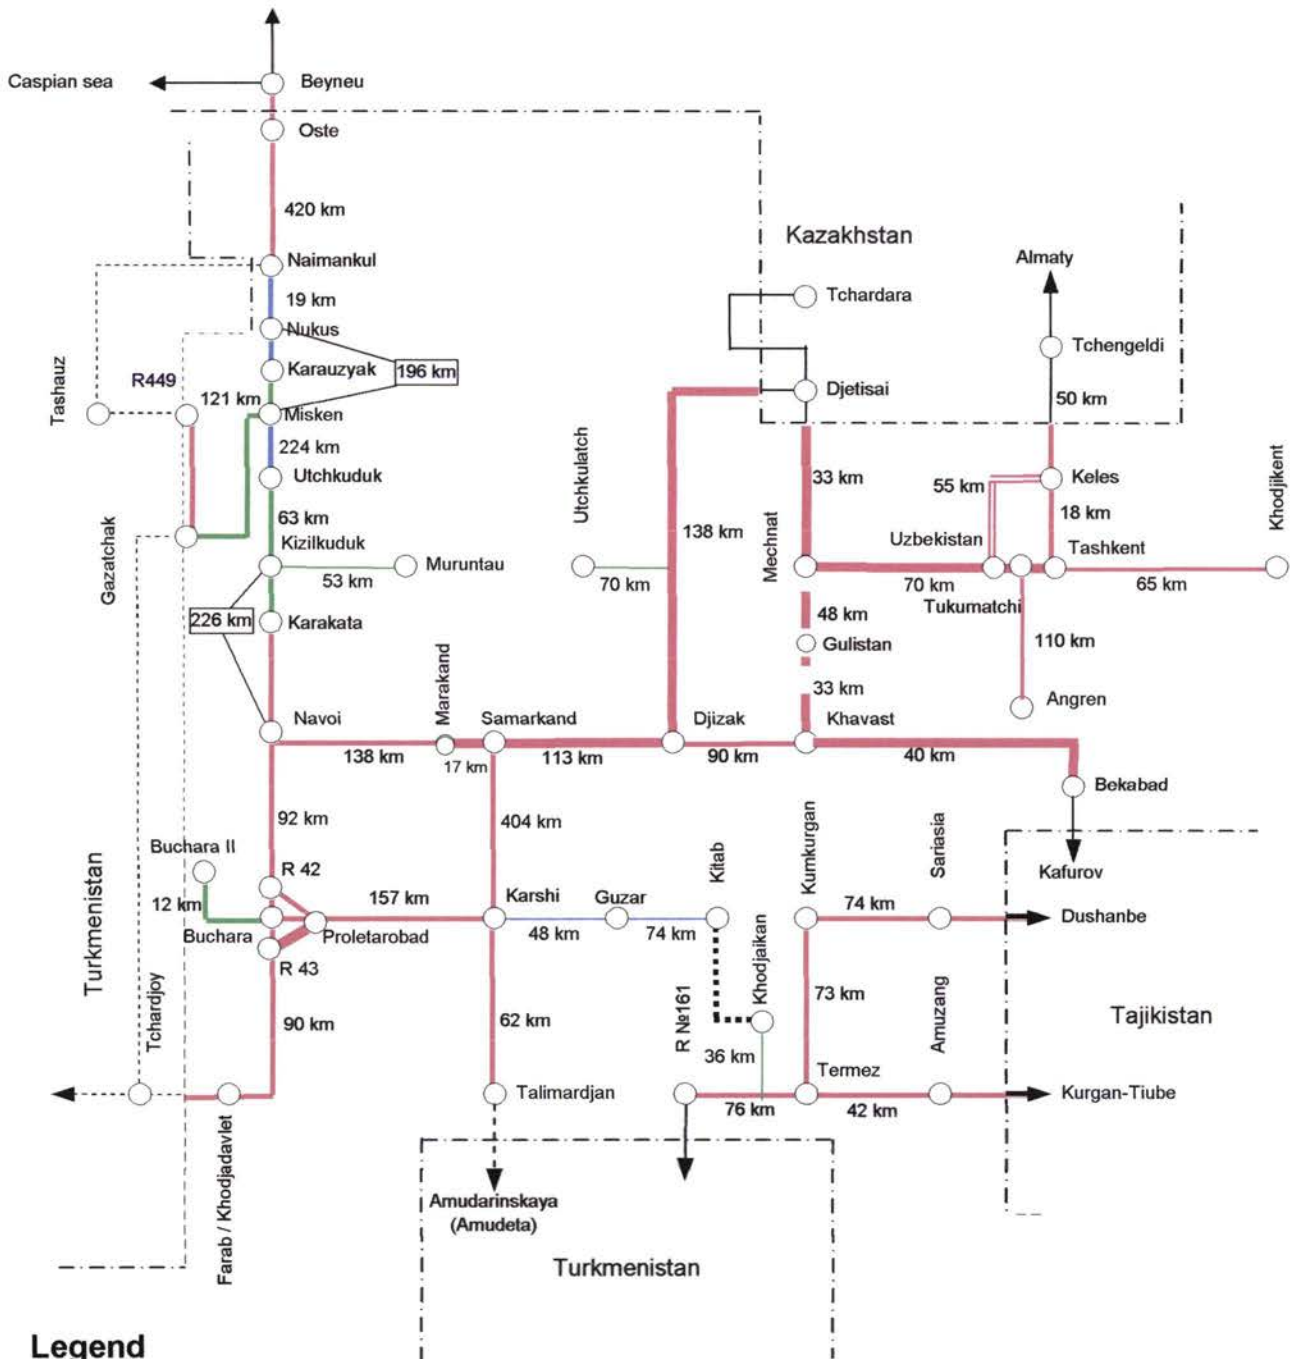 Caspian sea
Beyneu
Oste
420 km
Kazakhstan
Naimankul
Almaty
Tchardara
19 km
Nukus
Tchengeldi
Karauzyak
196 km
R449
Tashauz
121 km
Djetisai
50 km
Misken
224 km
Utchkuduk
Utchkulatch
33 km
Keles
55 km
Khodjikent
63 km
138 km
18 km
Gazatchak
Kizilkuduk
Mechnat
Uzbekistan
Tashkent
Muruntau
53 km
70 km
70 km
65 km
Tukumatchi
226 km
Karakata
48 km
Gulistan
110 km
Marakand
33 km
Angren
Navoi
Samarkand
Djizak
Khavast
138 km
17 km
113 km
90 km
40 km
Bekabad
92 km
404 km
Buchara II
Kitab
Kumkurgan
Sariasia
R 42
Kafurov
Turkmenistan
12 km
157 km
Karshi
Guzar
74 km
Dushanbe
Buchara
Proletarobad
48 km
74 km
Khodjaikan
R 43
Tchardjoy
R №161
73 km
Amuzang
90 km
62 km
Tajikistan
36 km
Termez
Talimardjan
76 km
42 km
Kurgan-Tiube
Farab / Khodjadavlet
Amudarinskaya
(Amudeta)
Turkmenistan
Legend